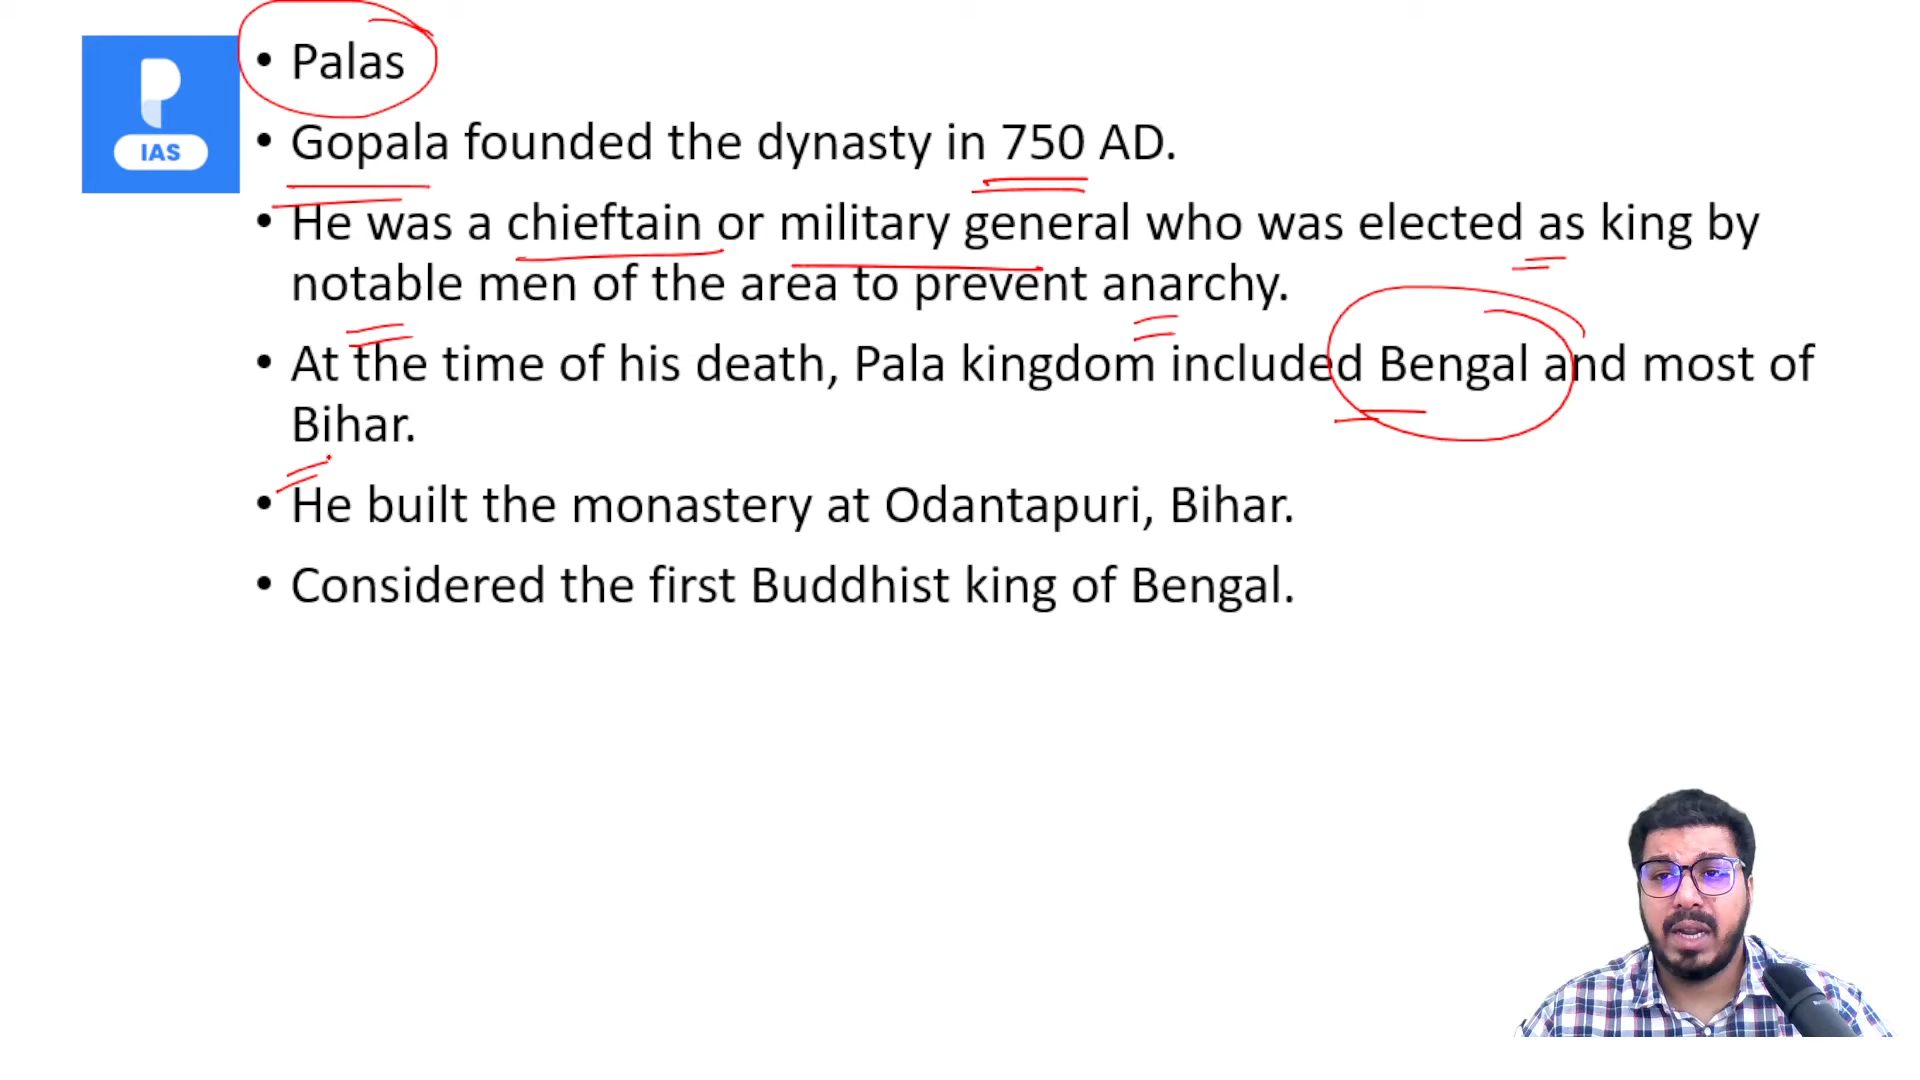 • Palas
IAS
• Gopala founded the dynasty in 750 AD.
• He was a chieftain or military general who was elected as king by
notable men of the area to prevent anarchy.
• At the time of his death, Pala kingdom included Bengal and most of
Bihar.
• He built the monastery at Odantapuri, Bihar.
• Considered the first Buddhist king of Bengal.